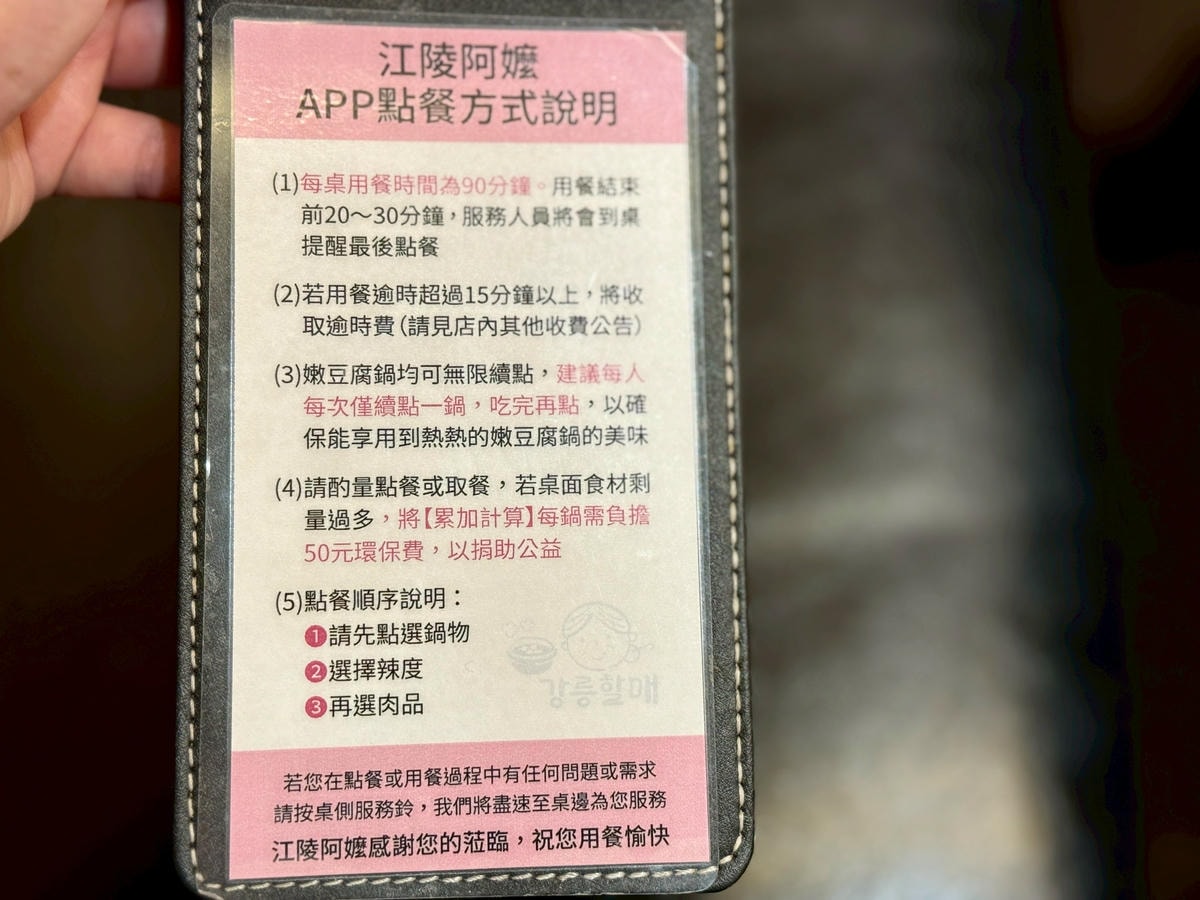 江陵阿嬤
APP點餐方式說明
(1)每桌用餐時間為90分鐘。用餐結束
前20～30分鐘，服務人員將會到桌
提醒最後點餐
(2)若用餐逾時超過15分鐘以上，將收
取逾時費（請見店內其他收費公告）
(3)嫩豆腐鍋均可無限續點，建議每人
每次僅續點一鍋，吃完再點，以確
保能享用到熱熱的嫩豆腐鍋的美味
(4)請酌量點餐或取餐，若桌面食材剩
量過多，將【累加計算】每鍋需負擔
50元環保費，以捐助公益
(5)點餐順序說明：
❶請先點選鍋物
❷選擇辣度
❸再選肉品
강릉할매
若您在點餐或用餐過程中有任何問題或需求
請按桌側服務鈴，我們將盡速至桌邊為您服務
江陵阿嬤感謝您的蒞臨，祝您用餐愉快